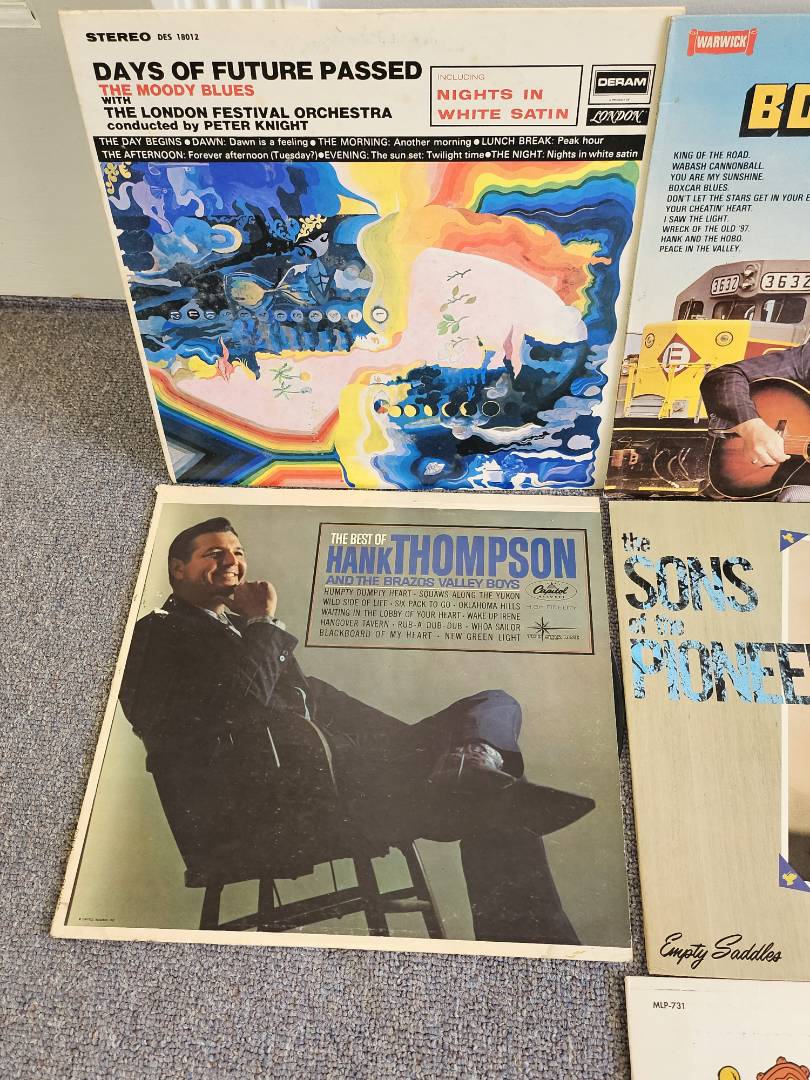 STEREO DES 18012
DAYS OF FUTURE PASSED
THE MOODY BLUES
WITH
THE LONDON FESTIVAL ORCHESTRA
conducted by PETER KNIGHT
INCLUDING
NIGHTS IN
WHITE SATIN
DERAM
LONDON
THE DAY BEGINS ● DAWN: Dawn is a feeling ● THE MORNING: Another morning ● LUNCH BREAK: Peak hour
THE AFTERNOON: Forever afternoon (Tuesday?) ● EVENING: The sun set: Twilight time ● THE NIGHT: Nights in white satin
WARWICK
BO
KING OF THE ROAD.
WABASH CANNONBALL.
YOU ARE MY SUNSHINE.
BOXCAR BLUES.
DON'T LET THE STARS GET IN YOUR E
YOUR CHEATIN' HEART.
I SAW THE LIGHT.
WRECK OF THE OLD '97.
HANK AND THE HOBO.
PEACE IN THE VALLEY.
3632 3632
E
THE BEST OF
HANK THOMPSON
AND THE BRAZOS VALLEY BOYS
HUMPTY DUMPTY HEART • SQUAWS ALONG THE YUKON
WILD SIDE OF LIFE • SIX PACK TO GO • OKLAHOMA HILLS
WAITING IN THE LOBBY OF YOUR HEART • WAKE UP, IRENE
HANGOVER TAVERN • RUB-A-DUB-DUB • WHOA SAILOR
BLACKBOARD OF MY HEART • NEW GREEN LIGHT
Capitol
RECORDS
HIGH FIDELITY
the
SONS
of the
PIONEE
Empty Saddles
MLP-731